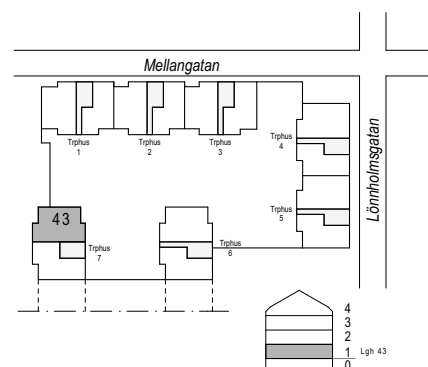 Mellangatan
Lönnholmsgatan
Trphus
1
Trphus
2
Trphus
3
Trphus
4
Trphus
5
43
Trphus
7
Trphus
6
4
3
2
1 Lgh 43
0